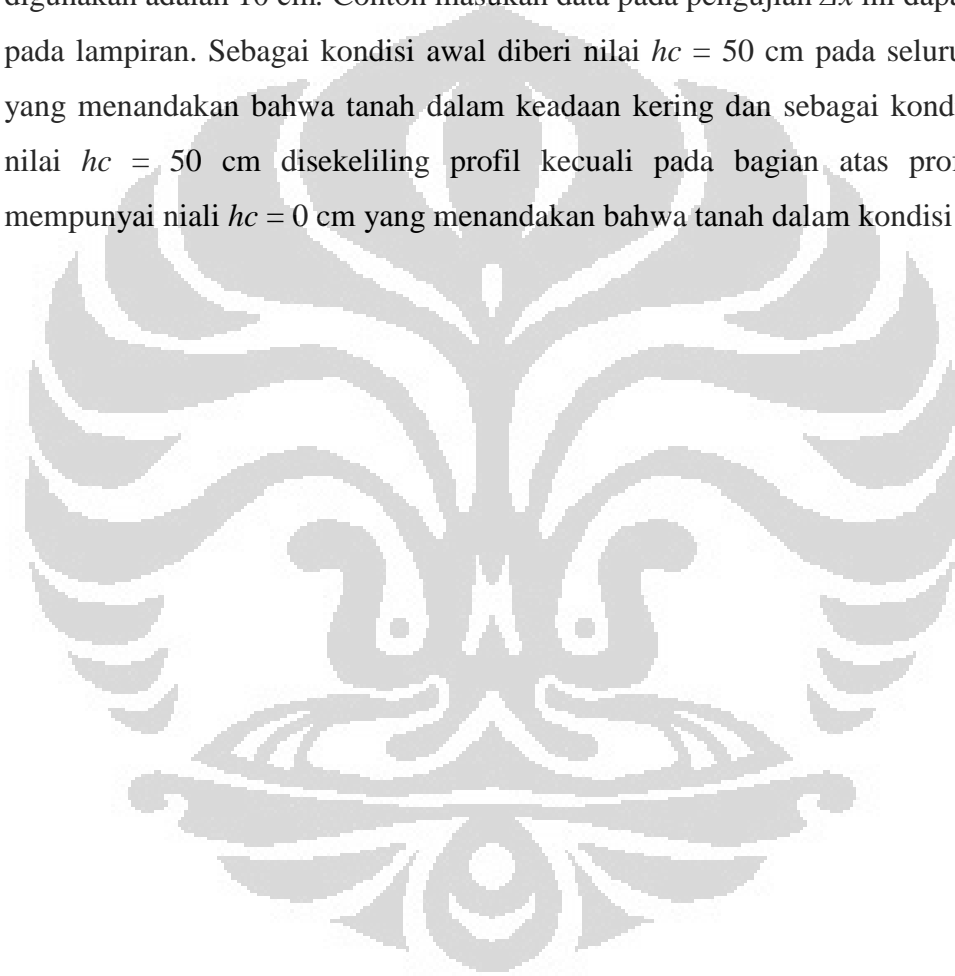 digunakan adalah 10 cm. Contoh masukan data pada pengujian Δx ini dapa
pada lampiran. Sebagai kondisi awal diberi nilai hc = 50 cm pada seluru
yang menandakan bahwa tanah dalam keadaan kering dan sebagai kond
nilai hc = 50 cm disekeliling profil kecuali pada bagian atas prof
mempunyai niali hc = 0 cm yang menandakan bahwa tanah dalam kondisi